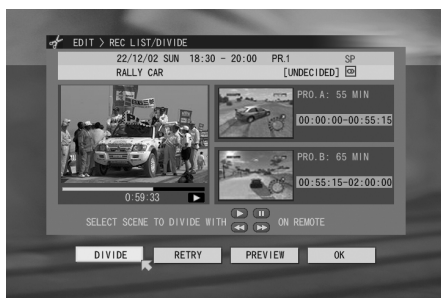 EDIT > REC LIST/DIVIDE
22/12/02 SUN 18:30 - 20:00 PR.1 SP
RALLY CAR [UNDECIDED]
PRO.A: 55 MIN
00:00:00-00:55:15
PRO.B: 65 MIN
00:55:15-02:00:00
0:59:33
SELECT SCENE TO DIVIDE WITH ON REMOTE
DIVIDE RETRY PREVIEW OK